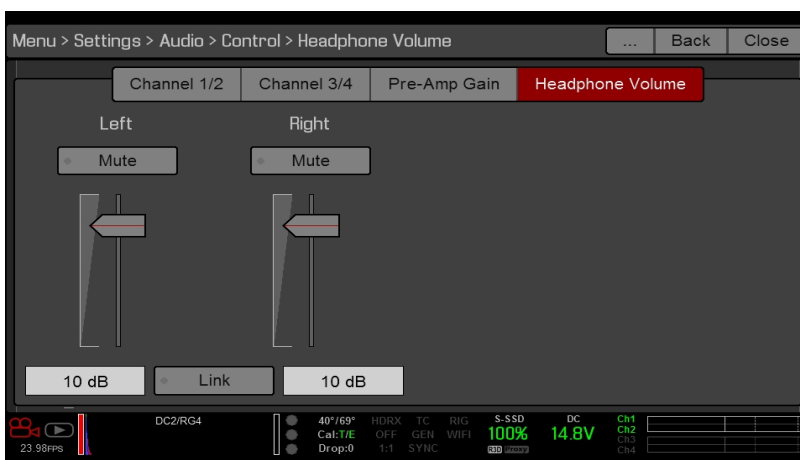 Menu > Settings > Audio > Control > Headphone Volume ... Back Close
Channel 1/2 Channel 3/4 Pre-Amp Gain Headphone Volume
Left Right
Mute Mute
10 dB Link 10 dB
DC2/RG4 40°/69° HDRX TC RIG S-SSD DC Ch1
Cal:T/E OFF GEN WIFI 100% 14.8V Ch2
23.98FPS Drop:0 1:1 SYNC R3D Proxy Ch3
Ch4